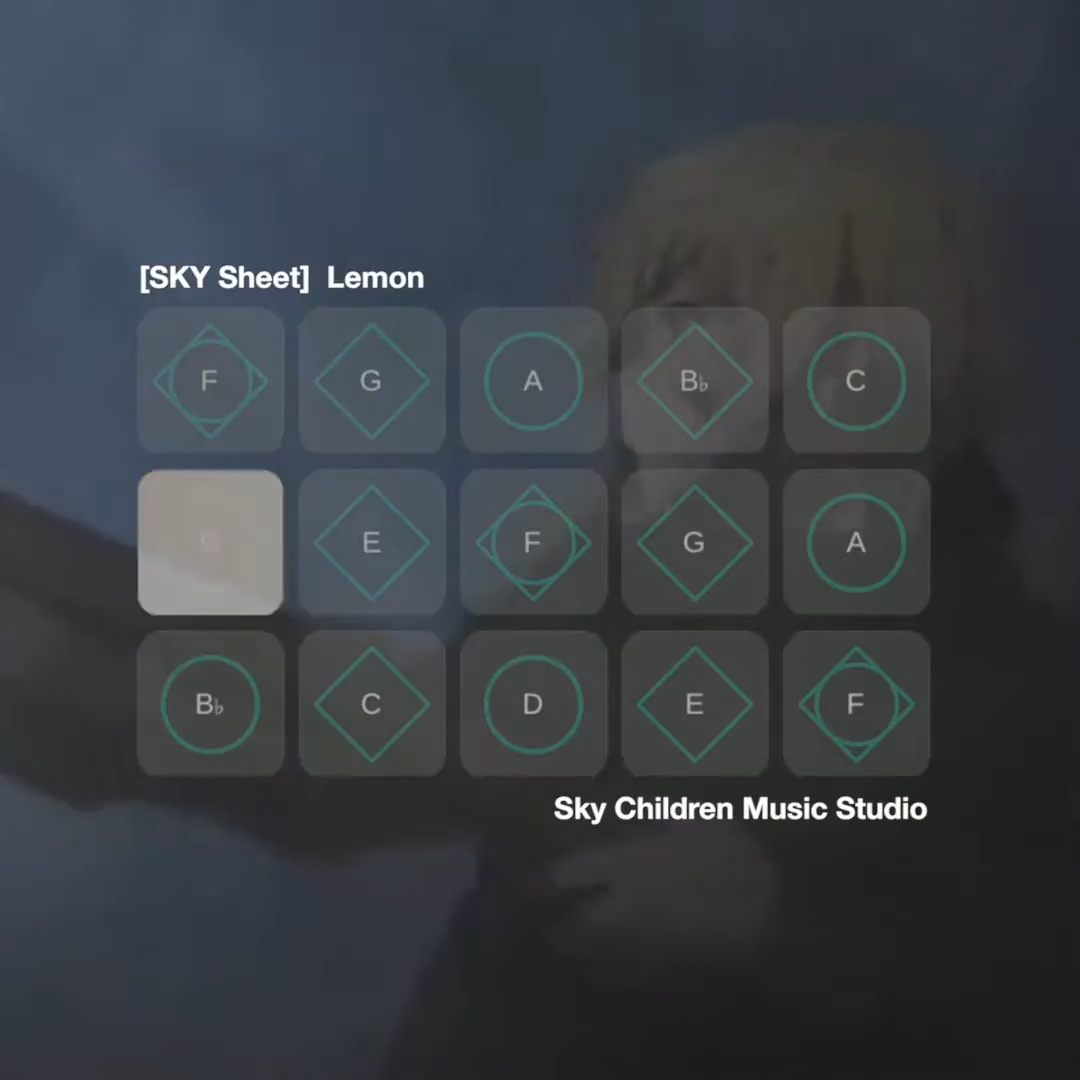 [SKY Sheet] Lemon
F G A B♭ C
E F G A
B♭ C D E F
Sky Children Music Studio